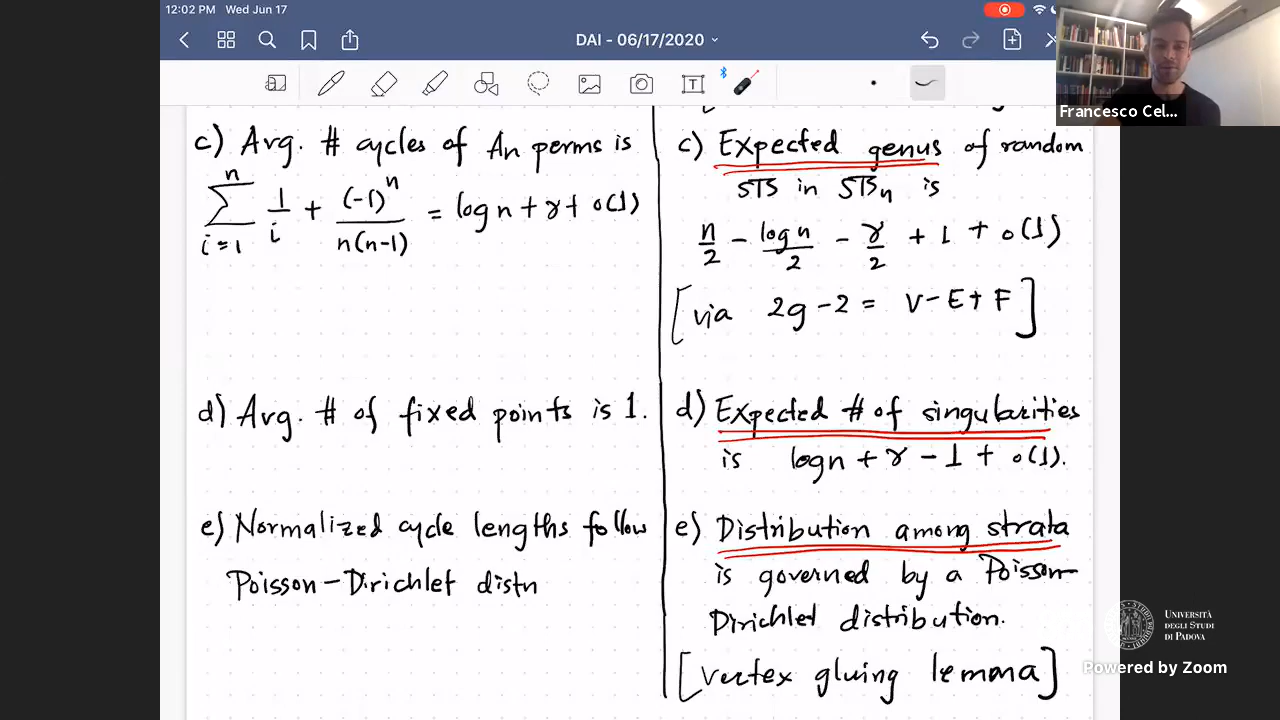 12:02 PM Wed Jun 17
DAI - 06/17/2020
Francesco Cel...
c) Avg. # cycles of An perms is
n
∑ 1/i + (-1)^n / n(n-1) = log n + γ + o(1)
i=1
d) Avg. # of fixed points is 1.
e) Normalized cycle lengths follow
Poisson-Dirichlet distn
c) Expected genus of random
STS in STSn is
n/2 - log n/2 - γ/2 + 1 + o(1)
[via 2g-2 = V-E+F]
d) Expected # of singularities
is log n + γ - 1 + o(1).
e) Distribution among strata
is governed by a Poisson-
Dirichlet distribution.
[vertex gluing lemma]
UNIVERSITÀ
DEGLI STUDI
DI PADOVA
Powered by Zoom